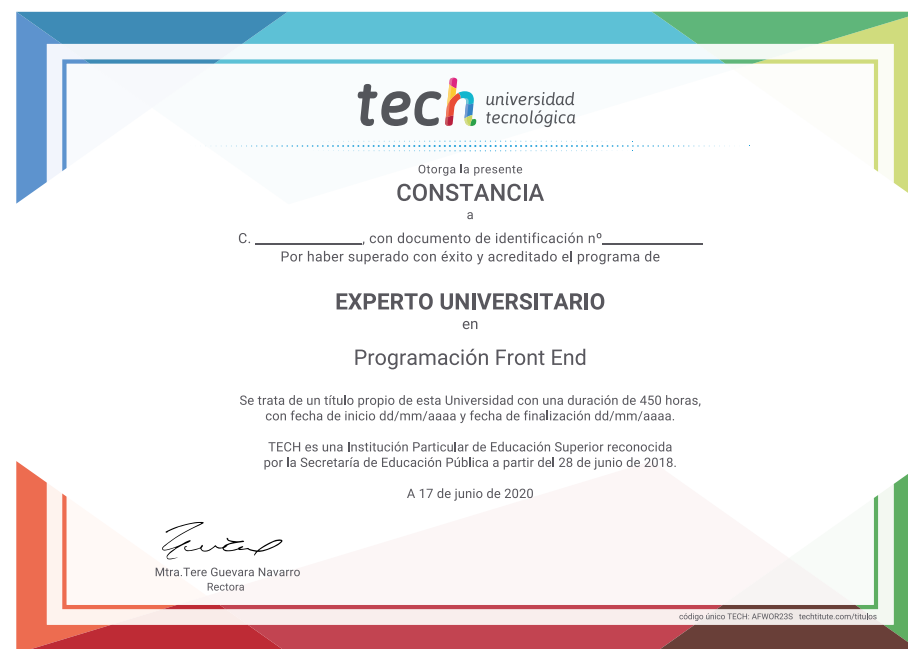 tech universidad
tecnológica
Otorga la presente
CONSTANCIA
a
C. ______________, con documento de identificación nº_____________
Por haber superado con éxito y acreditado el programa de
EXPERTO UNIVERSITARIO
en
Programación Front End
Se trata de un título propio de esta Universidad con una duración de 450 horas,
con fecha de inicio dd/mm/aaaa y fecha de finalización dd/mm/aaaa.
TECH es una Institución Particular de Educación Superior reconocida
por la Secretaría de Educación Pública a partir del 28 de junio de 2018.
A 17 de junio de 2020
Mtra.Tere Guevara Navarro
Rectora
código único TECH: AFWOR23S techtitute.com/titulos